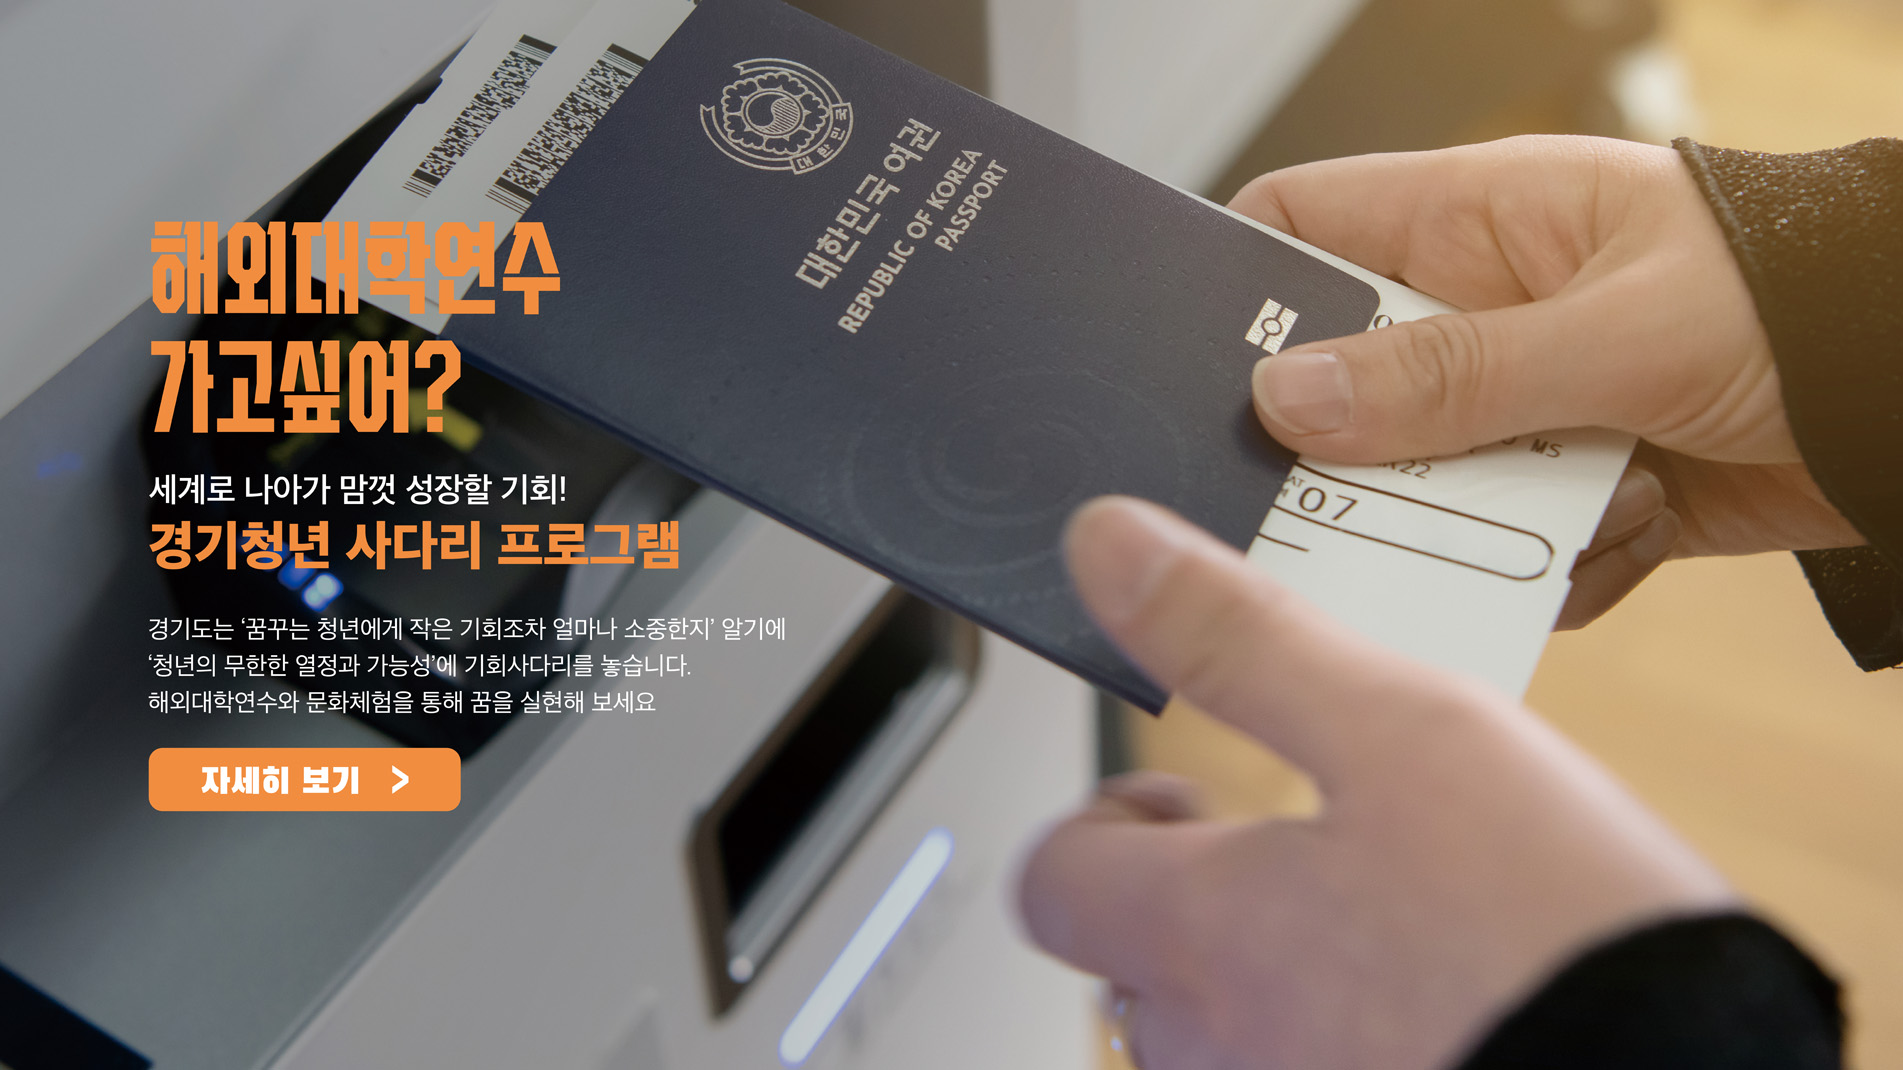 해외대학연수
가고싶어?
세계로 나아가 맘껏 성장할 기회!
경기청년 사다리 프로그램
경기도는 ‘꿈꾸는 청년에게 작은 기회조차 얼마나 소중한지’ 알기에
‘청년의 무한한 열정과 가능성’에 기회사다리를 놓습니다.
해외대학연수와 문화체험을 통해 꿈을 실현해 보세요
자세히 보기 >
대한민국
대한민국 여권
REPUBLIC OF KOREA
PASSPORT
MS
22
07